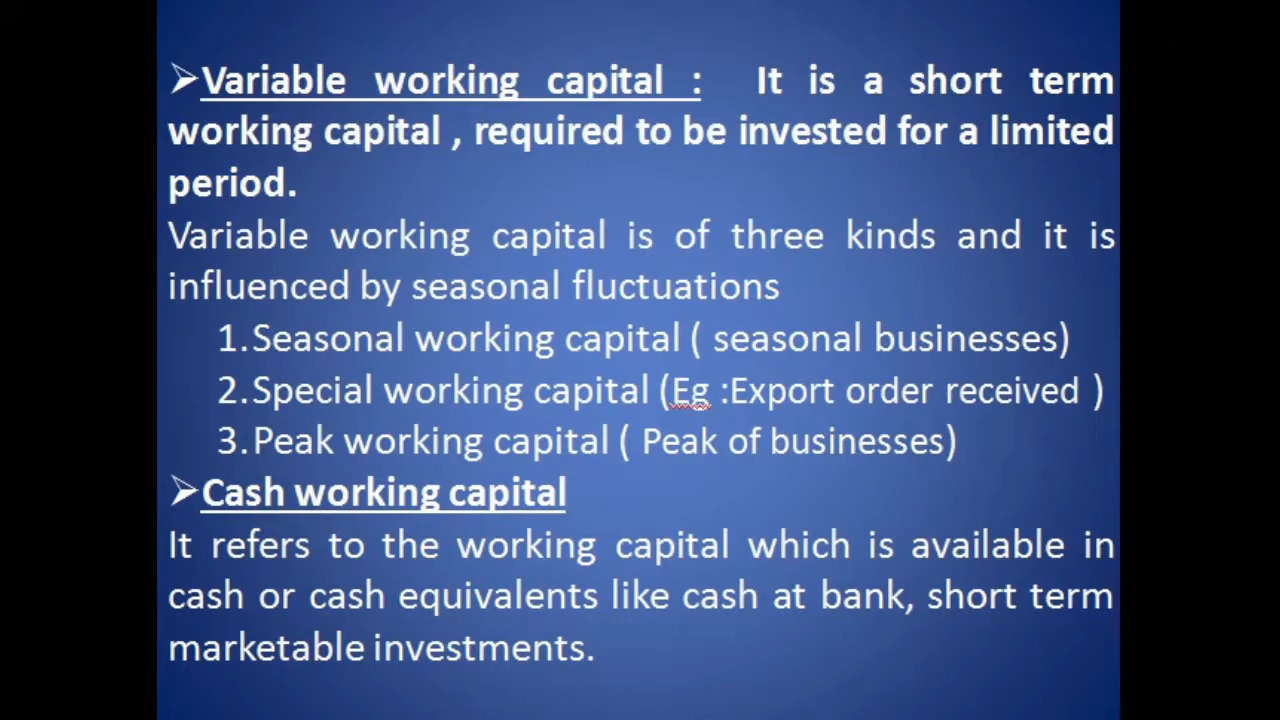 ➢Variable working capital : It is a short term
working capital , required to be invested for a limited
period.
Variable working capital is of three kinds and it is
influenced by seasonal fluctuations
1.Seasonal working capital ( seasonal businesses)
2.Special working capital (Eg :Export order received )
3.Peak working capital ( Peak of businesses)
➢Cash working capital
It refers to the working capital which is available in
cash or cash equivalents like cash at bank, short term
marketable investments.